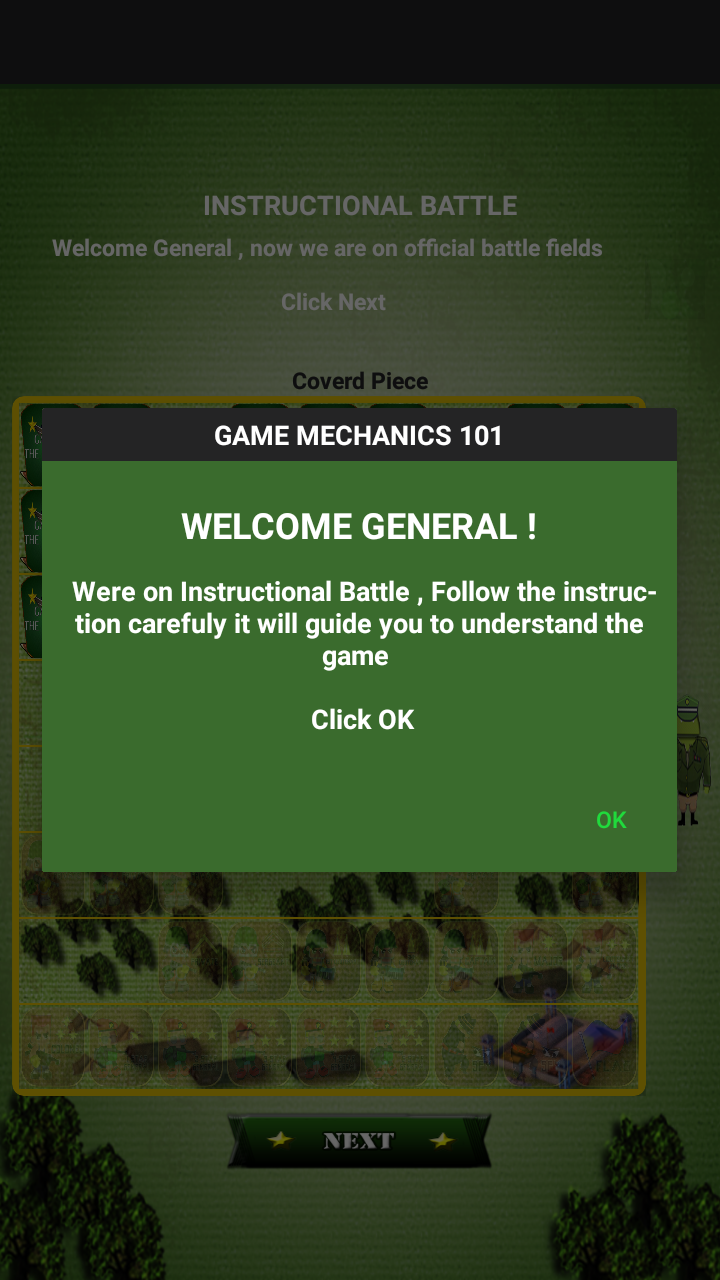 INSTRUCTIONAL BATTLE
Welcome General , now we are on official battle fields
Click Next
Coverd Piece
GAME MECHANICS 101
WELCOME GENERAL !
Were on Instructional Battle , Follow the instruc-
tion carefuly it will guide you to understand the
game
Click OK
OK
NEXT